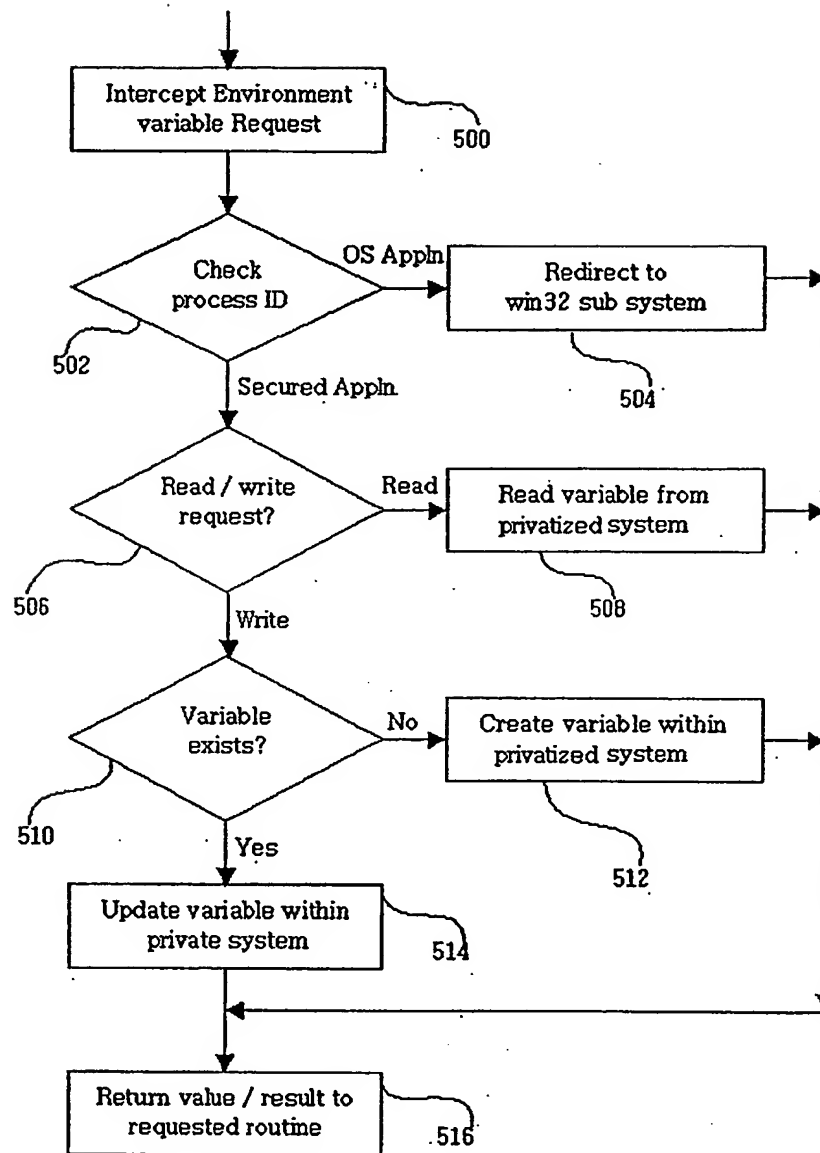 Intercept Environment
variable Request
500
Check
process ID
502
OS Appln
Redirect to
win32 sub system
504
Secured Appln
Read / write
request?
506
Read
Read variable from
privatized system
508
Write
Variable
exists?
510
No
Create variable within
privatized system
512
Yes
Update variable within
private system
514
Return value / result to
requested routine
516